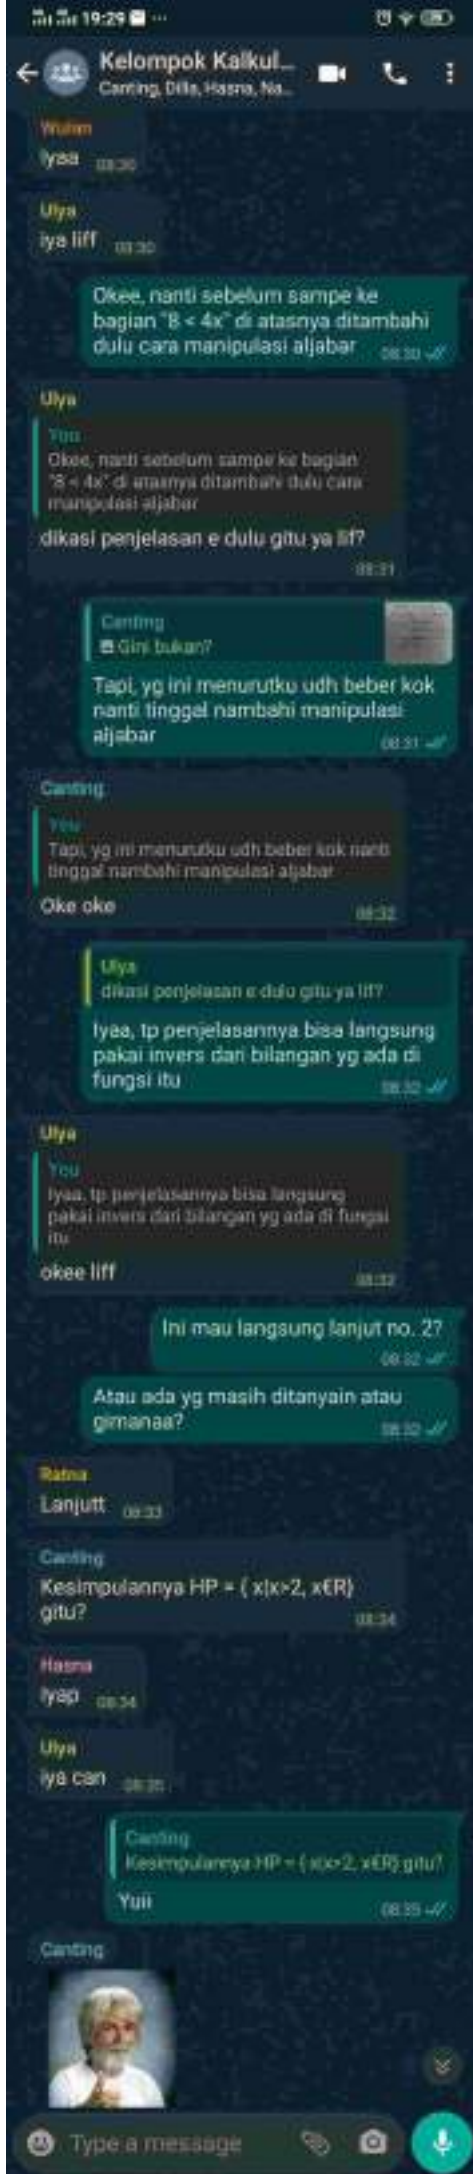 19:29
Kelompok Kalkul...
Canting, Dilla, Hasna, Na...
Wulan
Iyaa 08:30
Ulya
iya liff 08:30
Okee, nanti sebelum sampe ke
bagian "8 < 4x" di atasnya ditambahi
dulu cara manipulasi aljabar 08:30
Ulya
You
Okee, nanti sebelum sampe ke bagian
"8 < 4x" di atasnya ditambahi dulu cara
manipulasi aljabar
dikasi penjelasan e dulu gitu ya lif?
08:31
Canting
Gini bukan?
Tapi, yg ini menurutku udh beber kok
nanti tinggal nambahi manipulasi
aljabar 08:31
Canting
You
Tapi, yg ini menurutku udh beber kok nanti
tinggal nambahi manipulasi aljabar
Oke oke 08:32
Ulya
dikasi penjelasan e dulu gitu ya lif?
Iyaa, tp penjelasannya bisa langsung
pakai invers dari bilangan yg ada di
fungsi itu 08:32
Ulya
You
Iyaa, tp penjelasannya bisa langsung
pakai invers dari bilangan yg ada di fungsi
itu
okee liff 08:32
Ini mau langsung lanjut no. 2?
08:32
Atau ada yg masih ditanyain atau
gimanaa? 08:32
Ratna
Lanjutt 08:33
Canting
Kesimpulannya HP = { x|x>2, x€R}
gitu? 08:34
Hasna
Iyap 08:34
Ulya
iya can 08:35
Canting
Kesimpulannya HP = { x|x>2, x€R} gitu?
Yuii 08:35
Canting
Type a message